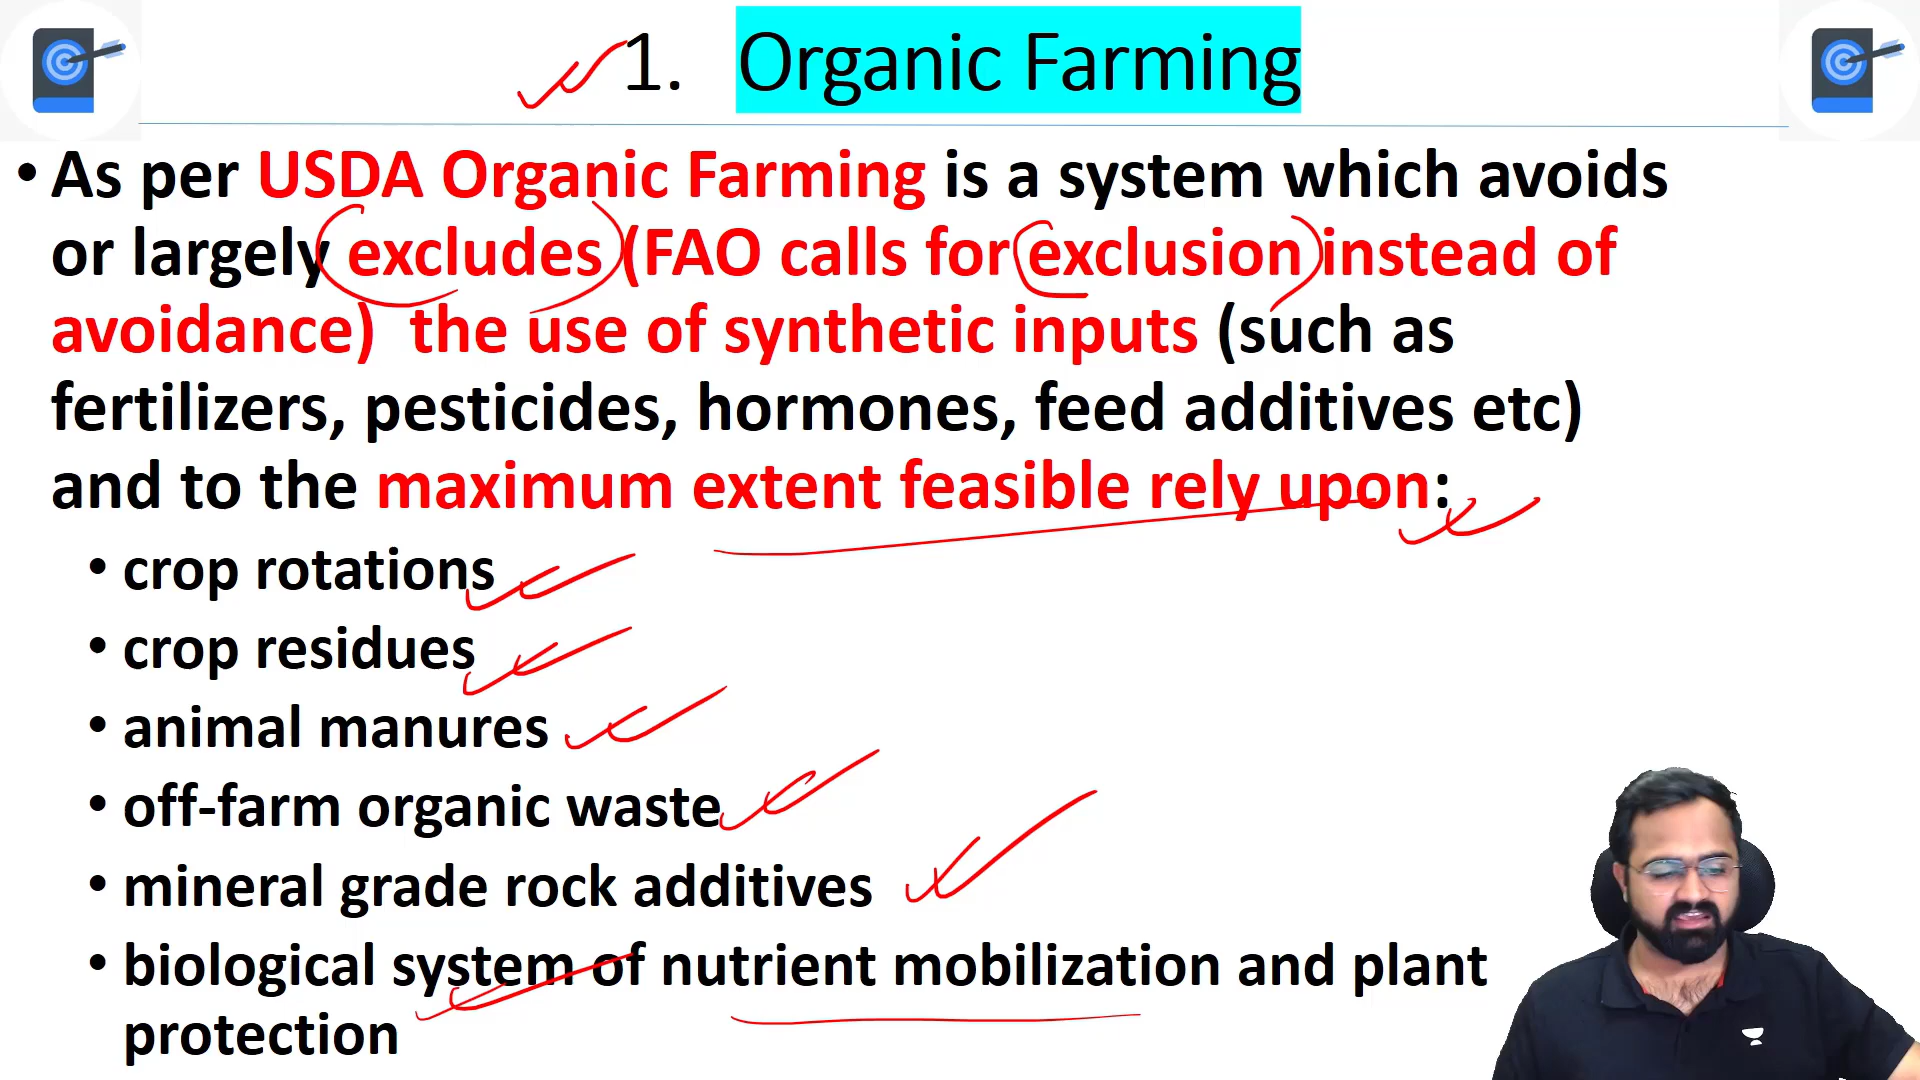 1. Organic Farming
• As per USDA Organic Farming is a system which avoids
or largely excludes (FAO calls for exclusion instead of
avoidance) the use of synthetic inputs (such as
fertilizers, pesticides, hormones, feed additives etc)
and to the maximum extent feasible rely upon:
• crop rotations
• crop residues
• animal manures
• off-farm organic waste
• mineral grade rock additives
• biological system of nutrient mobilization and plant
protection